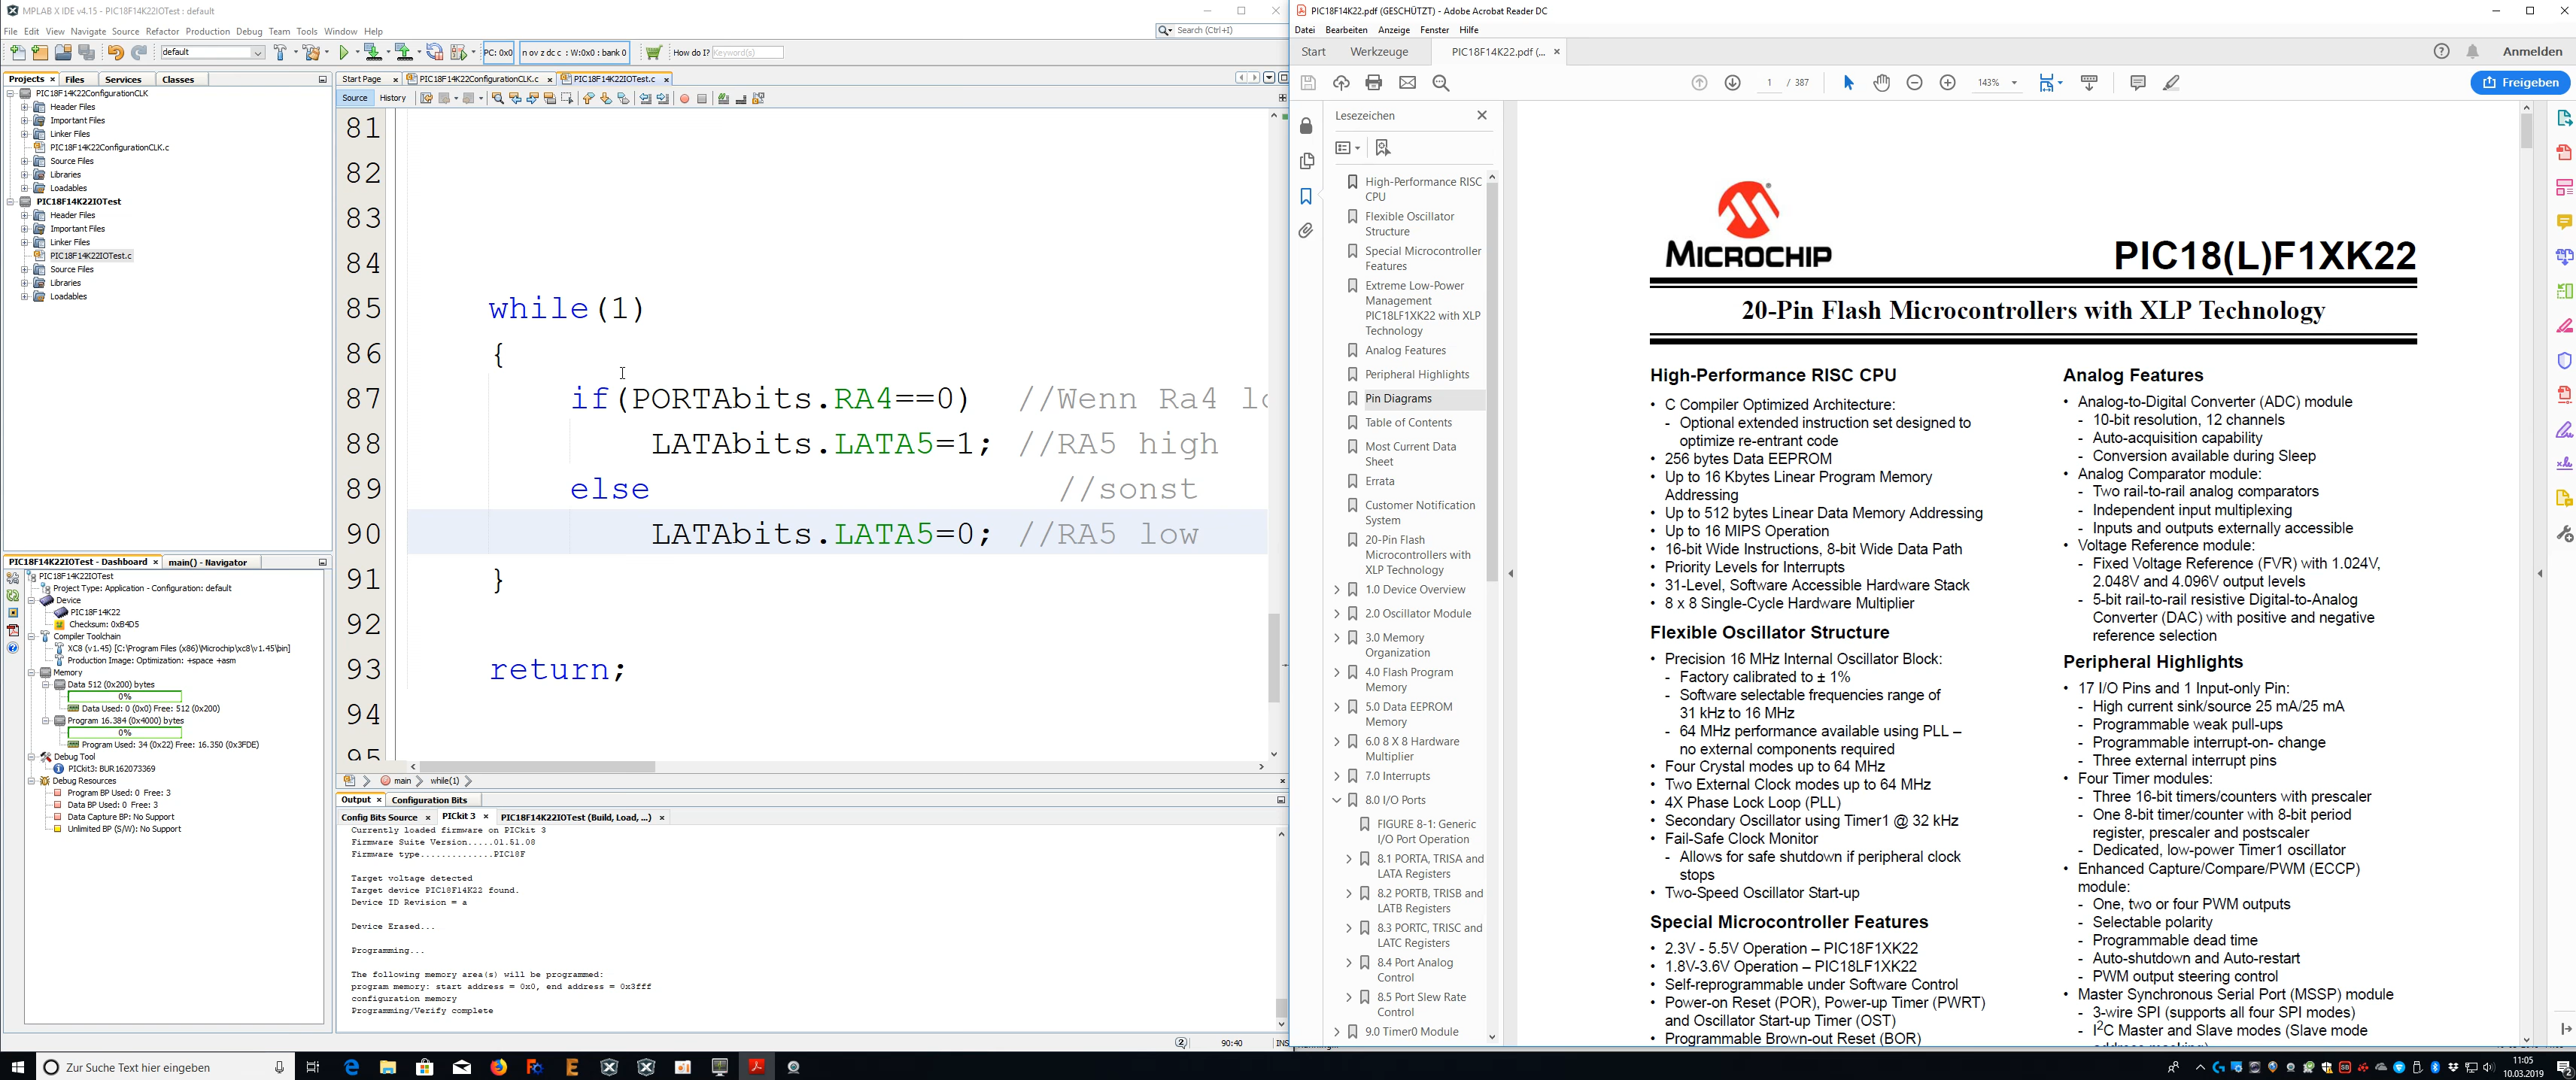 MPLAB X IDE v4.15 - PIC18F14K22IOTest : default
File Edit View Navigate Source Refactor Production Debug Team Tools Window Help
Search (Ctrl+I)
default
PC: 0x0
n ov z dc c : W:0x0 : bank 0
How do I? Keyword(s)
Projects Files Services Classes
PIC18F14K22ConfigurationCLK
Header Files
Important Files
Linker Files
PIC18F14K22ConfigurationCLK.c
Source Files
Libraries
Loadables
PIC18F14K22IOTest
Header Files
Important Files
Linker Files
PIC18F14K22IOTest.c
Source Files
Libraries
Loadables
PIC18F14K22IOTest - Dashboard main() - Navigator
PIC18F14K22IOTest
Project Type: Application - Configuration: default
Device
PIC18F14K22
Checksum: 0xB4D5
Compiler Toolchain
XC8 (v1.45) [C:\Program Files (x86)\Microchip\xc8\v1.45\bin]
Production Image: Optimization: +space +asm
Memory
Data 512 (0x200) bytes
0%
Data Used: 0 (0x0) Free: 512 (0x200)
Program 16.384 (0x4000) bytes
0%
Program Used: 34 (0x22) Free: 16.350 (0x3FDE)
Debug Tool
PICkit3: BUR162073369
Debug Resources
Program BP Used: 0 Free: 3
Data BP Used: 0 Free: 3
Data Capture BP: No Support
Unlimited BP (S/W): No Support
Start Page PIC18F14K22ConfigurationCLK.c PIC18F14K22IOTest.c
Source History
81
82
83
84
85 while(1)
86 {
87 if(PORTAbits.RA4==0) //Wenn Ra4 lo
88 LATAbits.LATA5=1; //RA5 high
89 else //sonst
90 LATAbits.LATA5=0; //RA5 low
91 }
92
93 return;
94
95
main while(1)
Output Configuration Bits
Config Bits Source PICkit 3 PIC18F14K22IOTest (Build, Load, ...)
Currently loaded firmware on PICkit 3
Firmware Suite Version.....01.51.08
Firmware type..............PIC18F
Target voltage detected
Target device PIC18F14K22 found.
Device ID Revision = a
Device Erased...
Programming...
The following memory area(s) will be programmed:
program memory: start address = 0x0, end address = 0x3fff
configuration memory
Programming/Verify complete
90:40 INS
PIC18F14K22.pdf (GESCHÜTZT) - Adobe Acrobat Reader DC
Datei Bearbeiten Anzeige Fenster Hilfe
Start Werkzeuge PIC18F14K22.pdf (...
Anmelden
1 / 387
143%
Freigeben
Lesezeichen
High-Performance RISC
CPU
Flexible Oscillator
Structure
Special Microcontroller
Features
Extreme Low-Power
Management
PIC18LF1XK22 with XLP
Technology
Analog Features
Peripheral Highlights
Pin Diagrams
Table of Contents
Most Current Data
Sheet
Errata
Customer Notification
System
20-Pin Flash
Microcontrollers with
XLP Technology
1.0 Device Overview
2.0 Oscillator Module
3.0 Memory
Organization
4.0 Flash Program
Memory
5.0 Data EEPROM
Memory
6.0 8 X 8 Hardware
Multiplier
7.0 Interrupts
8.0 I/O Ports
FIGURE 8-1: Generic
I/O Port Operation
8.1 PORTA, TRISA and
LATA Registers
8.2 PORTB, TRISB and
LATB Registers
8.3 PORTC, TRISC and
LATC Registers
8.4 Port Analog
Control
8.5 Port Slew Rate
Control
9.0 Timer0 Module
MICROCHIP
PIC18(L)F1XK22
20-Pin Flash Microcontrollers with XLP Technology
High-Performance RISC CPU
• C Compiler Optimized Architecture:
- Optional extended instruction set designed to
optimize re-entrant code
• 256 bytes Data EEPROM
• Up to 16 Kbytes Linear Program Memory
Addressing
• Up to 512 bytes Linear Data Memory Addressing
• Up to 16 MIPS Operation
• 16-bit Wide Instructions, 8-bit Wide Data Path
• Priority Levels for Interrupts
• 31-Level, Software Accessible Hardware Stack
• 8 x 8 Single-Cycle Hardware Multiplier
Flexible Oscillator Structure
• Precision 16 MHz Internal Oscillator Block:
- Factory calibrated to ± 1%
- Software selectable frequencies range of
31 kHz to 16 MHz
- 64 MHz performance available using PLL –
no external components required
• Four Crystal modes up to 64 MHz
• Two External Clock modes up to 64 MHz
• 4X Phase Lock Loop (PLL)
• Secondary Oscillator using Timer1 @ 32 kHz
• Fail-Safe Clock Monitor
- Allows for safe shutdown if peripheral clock
stops
• Two-Speed Oscillator Start-up
Special Microcontroller Features
• 2.3V - 5.5V Operation – PIC18F1XK22
• 1.8V-3.6V Operation – PIC18LF1XK22
• Self-reprogrammable under Software Control
• Power-on Reset (POR), Power-up Timer (PWRT)
and Oscillator Start-up Timer (OST)
• Programmable Brown-out Reset (BOR)
Analog Features
• Analog-to-Digital Converter (ADC) module
- 10-bit resolution, 12 channels
- Auto-acquisition capability
- Conversion available during Sleep
• Analog Comparator module:
- Two rail-to-rail analog comparators
- Independent input multiplexing
- Inputs and outputs externally accessible
• Voltage Reference module:
- Fixed Voltage Reference (FVR) with 1.024V,
2.048V and 4.096V output levels
- 5-bit rail-to-rail resistive Digital-to-Analog
Converter (DAC) with positive and negative
reference selection
Peripheral Highlights
• 17 I/O Pins and 1 Input-only Pin:
- High current sink/source 25 mA/25 mA
- Programmable weak pull-ups
- Programmable interrupt-on- change
- Three external interrupt pins
• Four Timer modules:
- Three 16-bit timers/counters with prescaler
- One 8-bit timer/counter with 8-bit period
register, prescaler and postscaler
- Dedicated, low-power Timer1 oscillator
• Enhanced Capture/Compare/PWM (ECCP)
module:
- One, two or four PWM outputs
- Selectable polarity
- Programmable dead time
- Auto-shutdown and Auto-restart
- PWM output steering control
• Master Synchronous Serial Port (MSSP) module
- 3-wire SPI (supports all four SPI modes)
- I2C Master and Slave modes (Slave mode
Zur Suche Text hier eingeben
11:05
10.03.2019